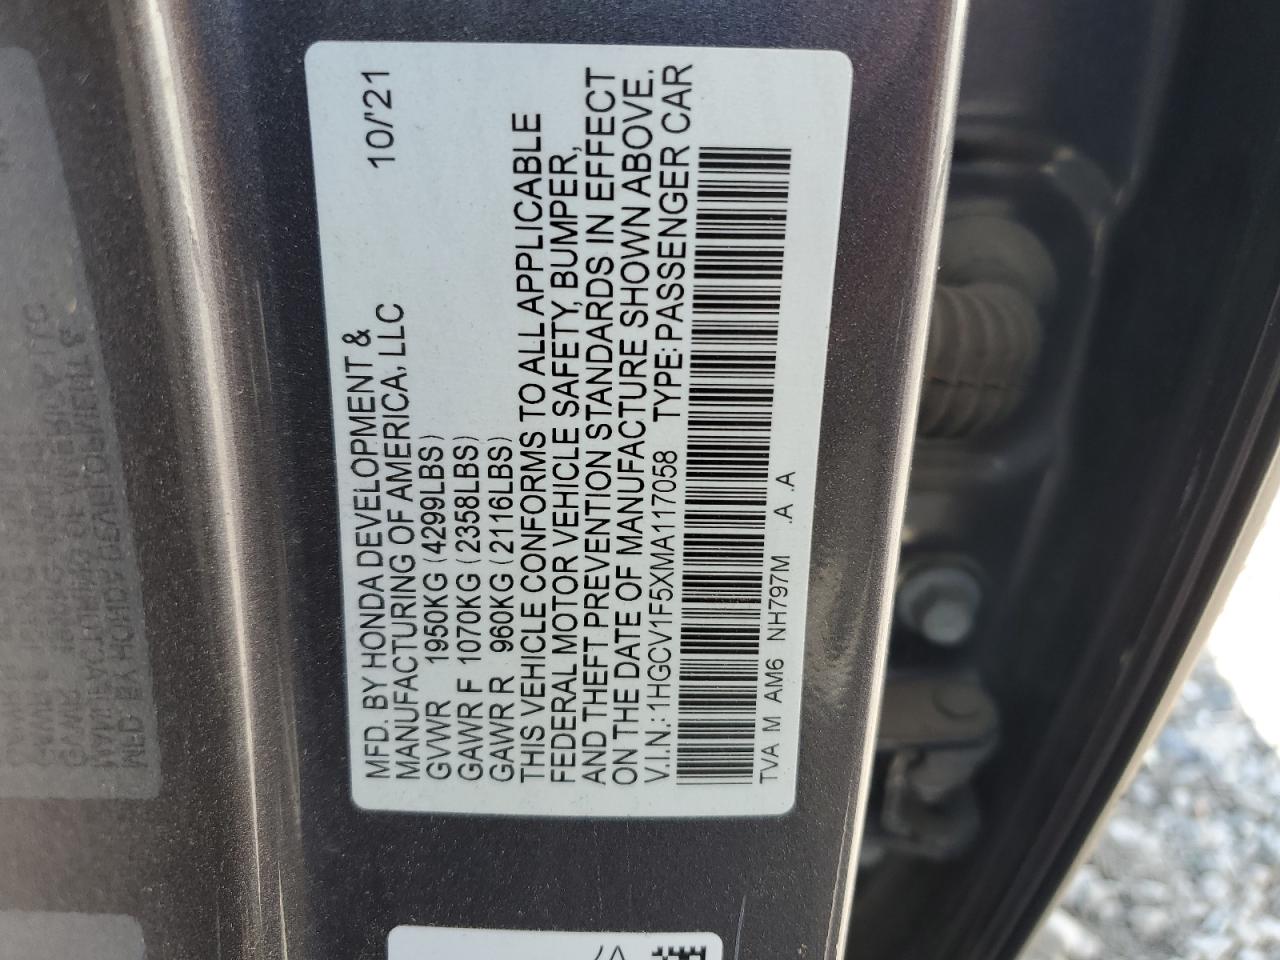 MFD. BY HONDA DEVELOPMENT & 10/'21
MANUFACTURING OF AMERICA, LLC
GVWR 1950KG (4299LBS)
GAWR F 1070KG (2358LBS)
GAWR R 960KG (2116LBS)
THIS VEHICLE CONFORMS TO ALL APPLICABLE
FEDERAL MOTOR VEHICLE SAFETY, BUMPER,
AND THEFT PREVENTION STANDARDS IN EFFECT
ON THE DATE OF MANUFACTURE SHOWN ABOVE.
V.I.N.: 1HGCV1F5XMA117058 TYPE: PASSENGER CAR
TVA M AM6 NH797M .A .A